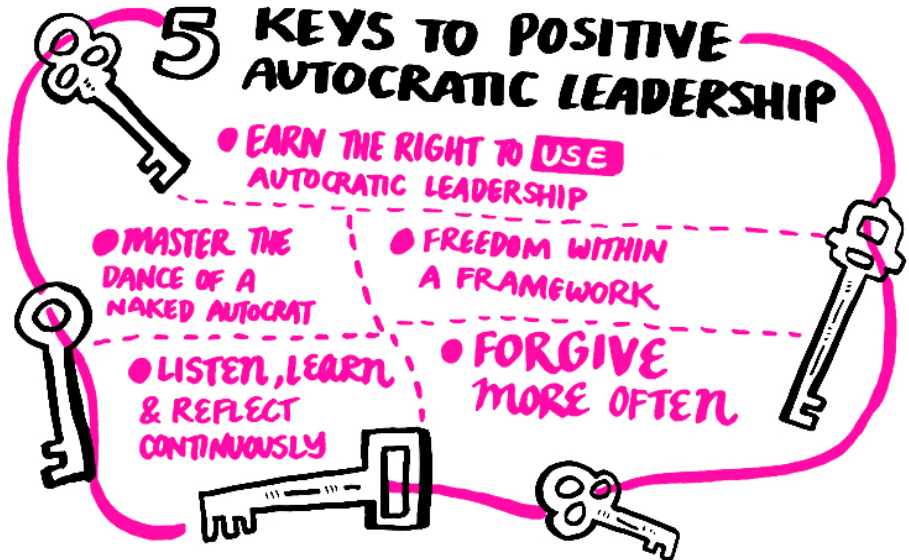 5 KEYS TO POSITIVE
AUTOCRATIC LEADERSHIP
• EARN THE RIGHT TO USE
AUTOCRATIC LEADERSHIP
• MASTER THE
DANCE OF A
NAKED AUTOCRAT
• FREEDOM WITHIN
A FRAMEWORK
• LISTEN, LEARN
& REFLECT
CONTINUOUSLY
• FORGIVE
MORE OFTEN